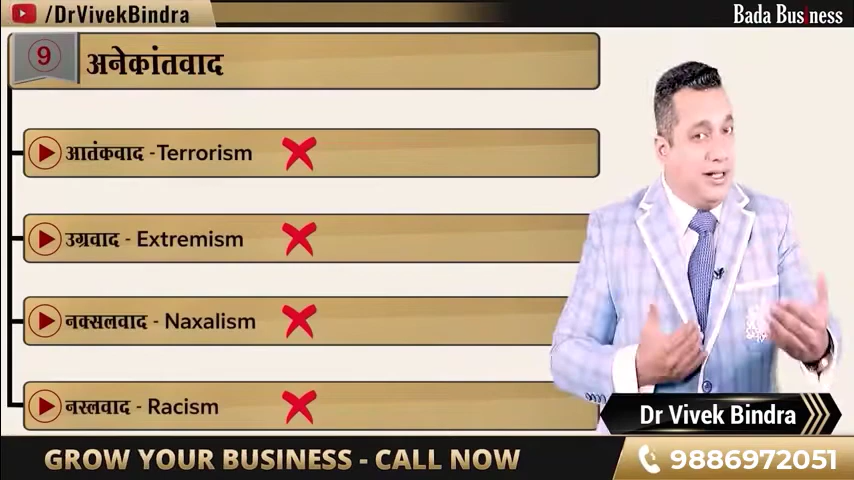 /DrVivekBindra
Bada Business
9
अनेकांतवाद
आतंकवाद - Terrorism
उग्रवाद - Extremism
नक्सलवाद - Naxalism
नस्लवाद - Racism
Dr Vivek Bindra
GROW YOUR BUSINESS - CALL NOW
9886972051